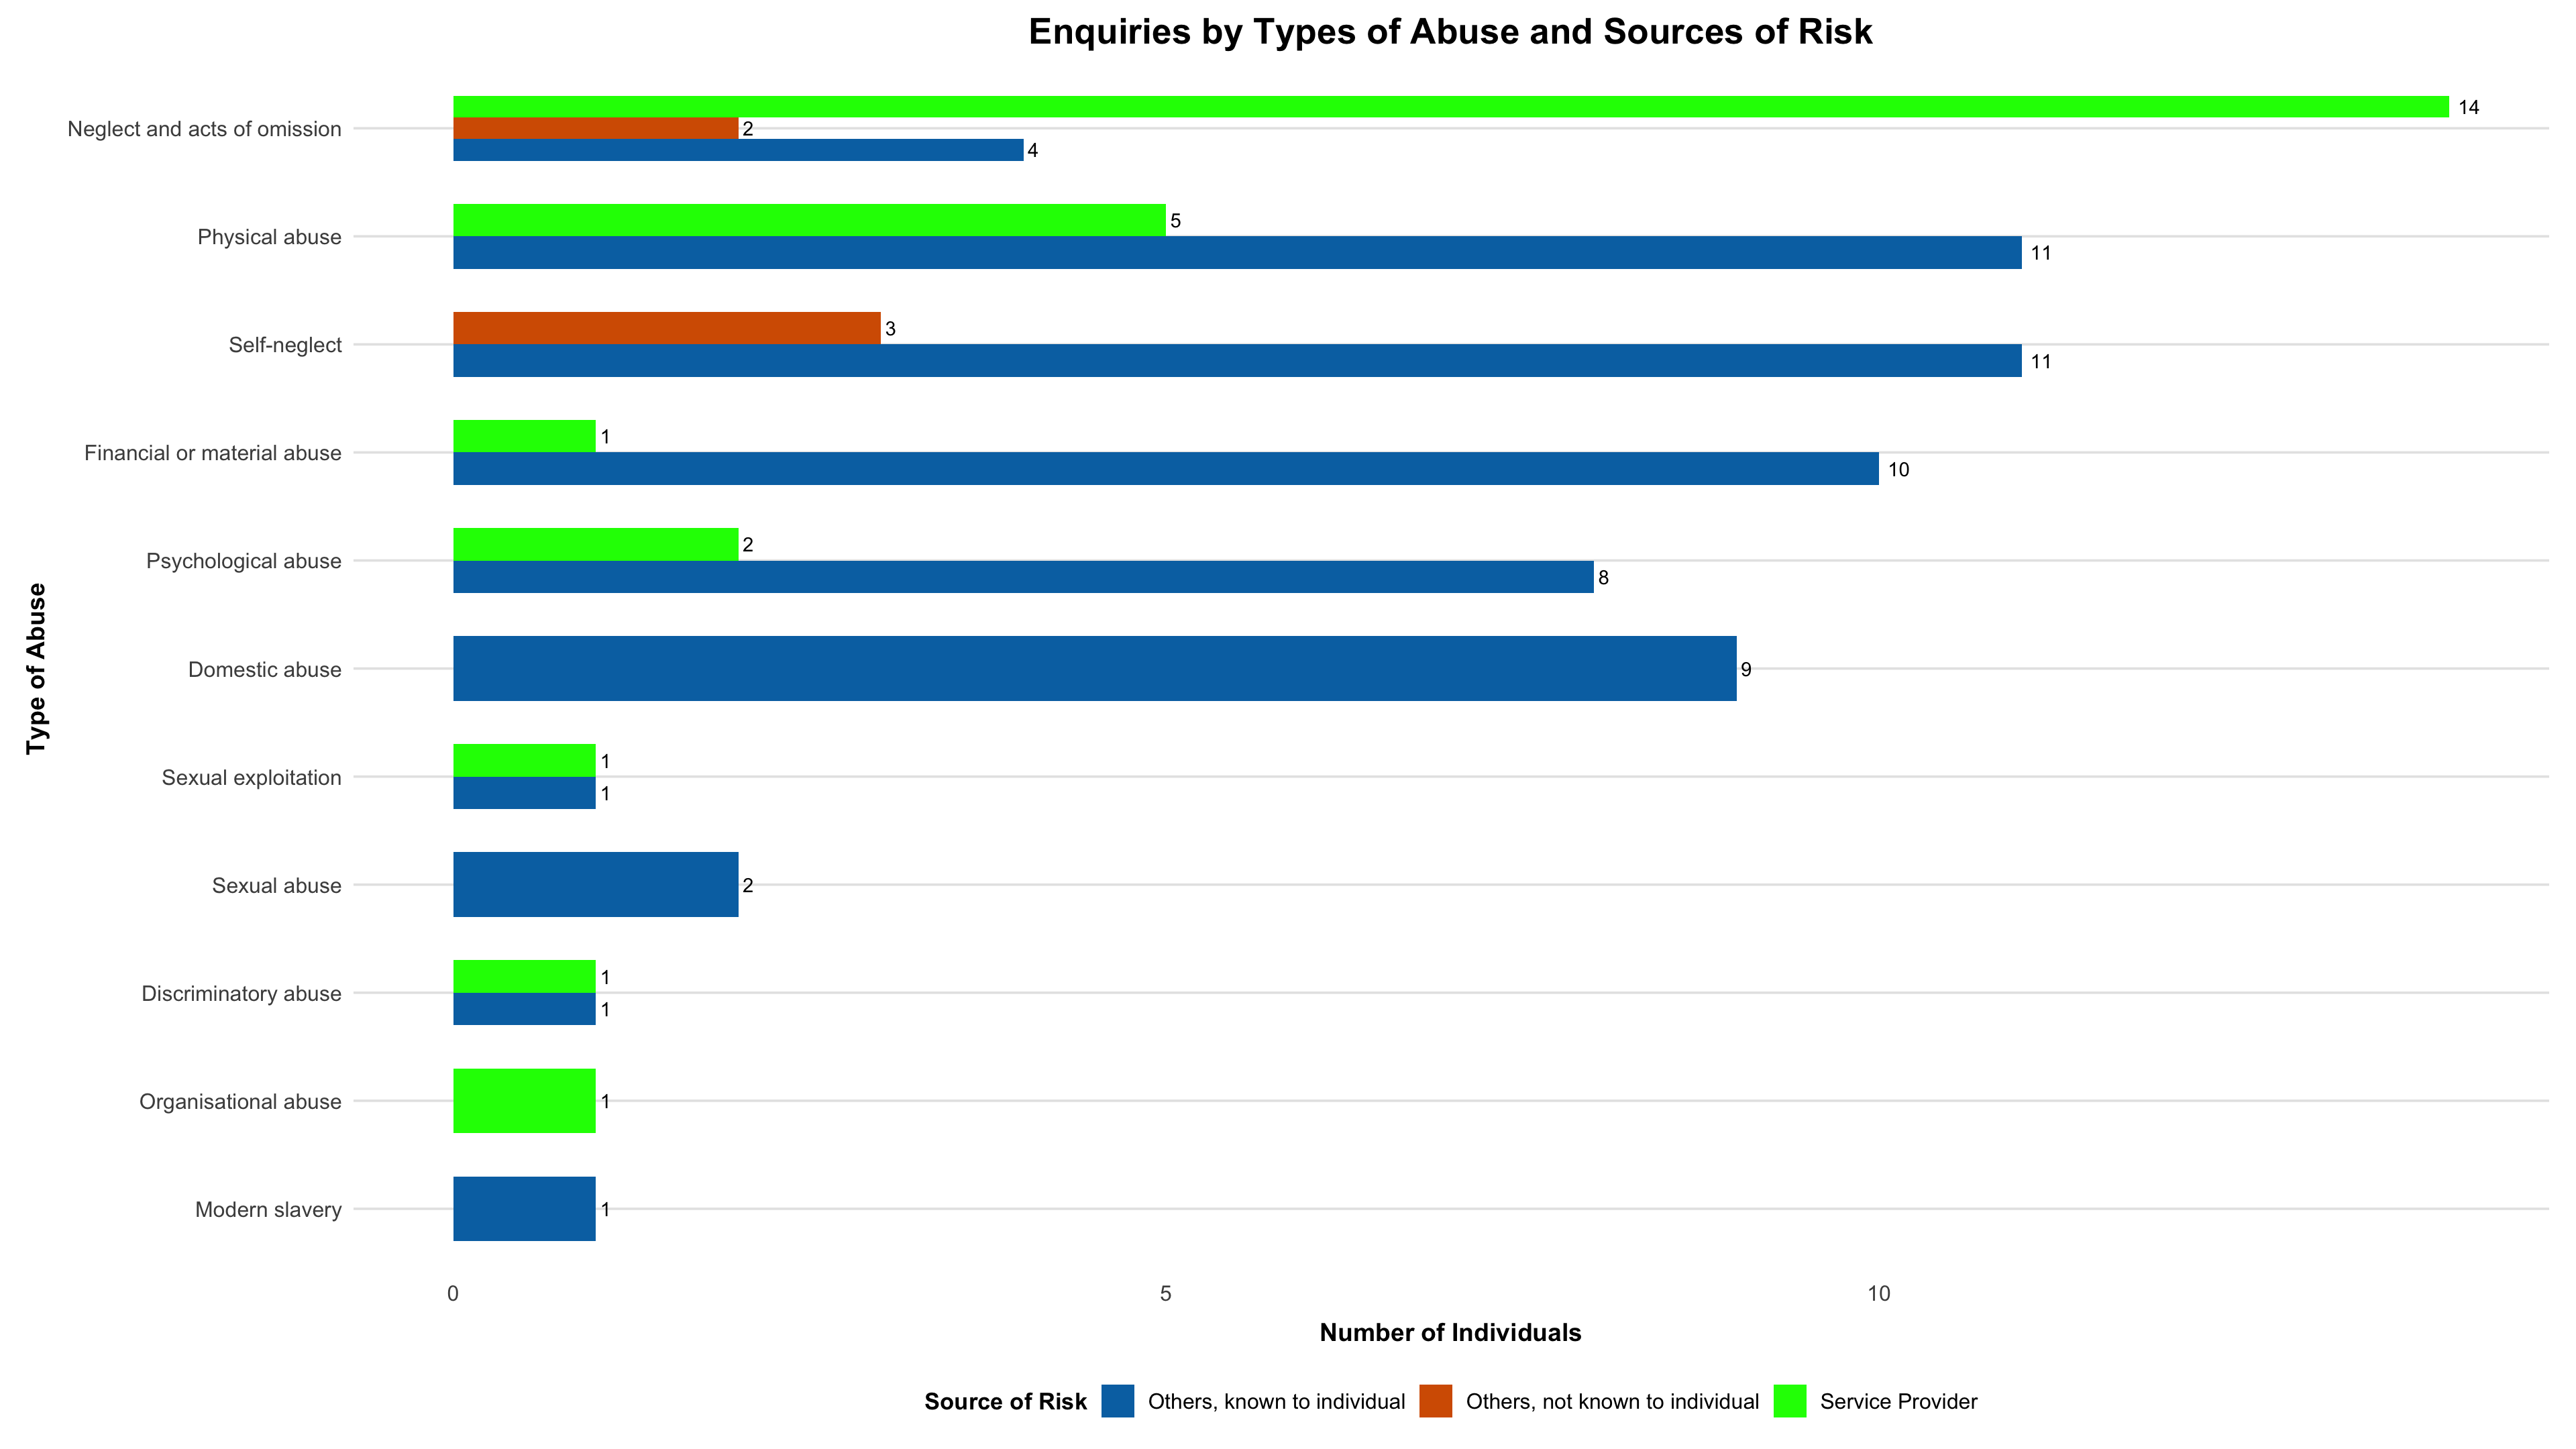 Enquiries by Types of Abuse and Sources of Risk
Type of Abuse
Neglect and acts of omission
14
2
4
Physical abuse
5
11
Self-neglect
3
11
Financial or material abuse
1
10
Psychological abuse
2
8
Domestic abuse
9
Sexual exploitation
1
1
Sexual abuse
2
Discriminatory abuse
1
1
Organisational abuse
1
Modern slavery
1
0 5 10
Number of Individuals
Source of Risk Others, known to individual Others, not known to individual Service Provider